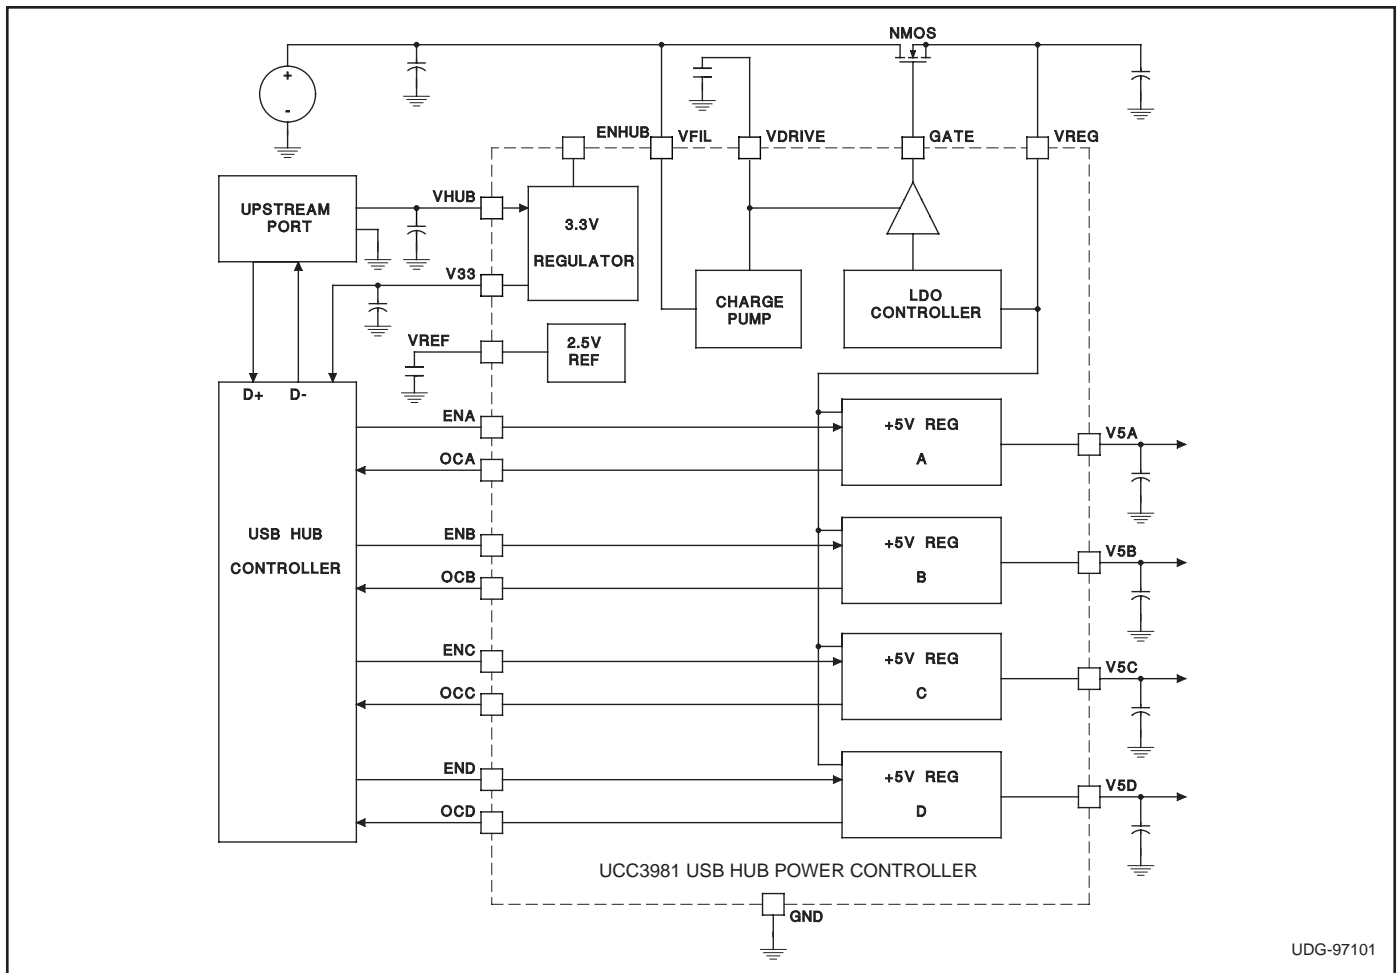 NMOS
+
-
ENHUB
VFIL
VDRIVE
GATE
VREG
UPSTREAM
PORT
VHUB
3.3V
REGULATOR
V33
CHARGE
PUMP
LDO
CONTROLLER
VREF
2.5V
REF
D+
D-
USB HUB
CONTROLLER
ENA
OCA
+5V REG
A
V5A
ENB
OCB
+5V REG
B
V5B
ENC
OCC
+5V REG
C
V5C
END
OCD
+5V REG
D
V5D
UCC3981 USB HUB POWER CONTROLLER
GND
UDG-97101